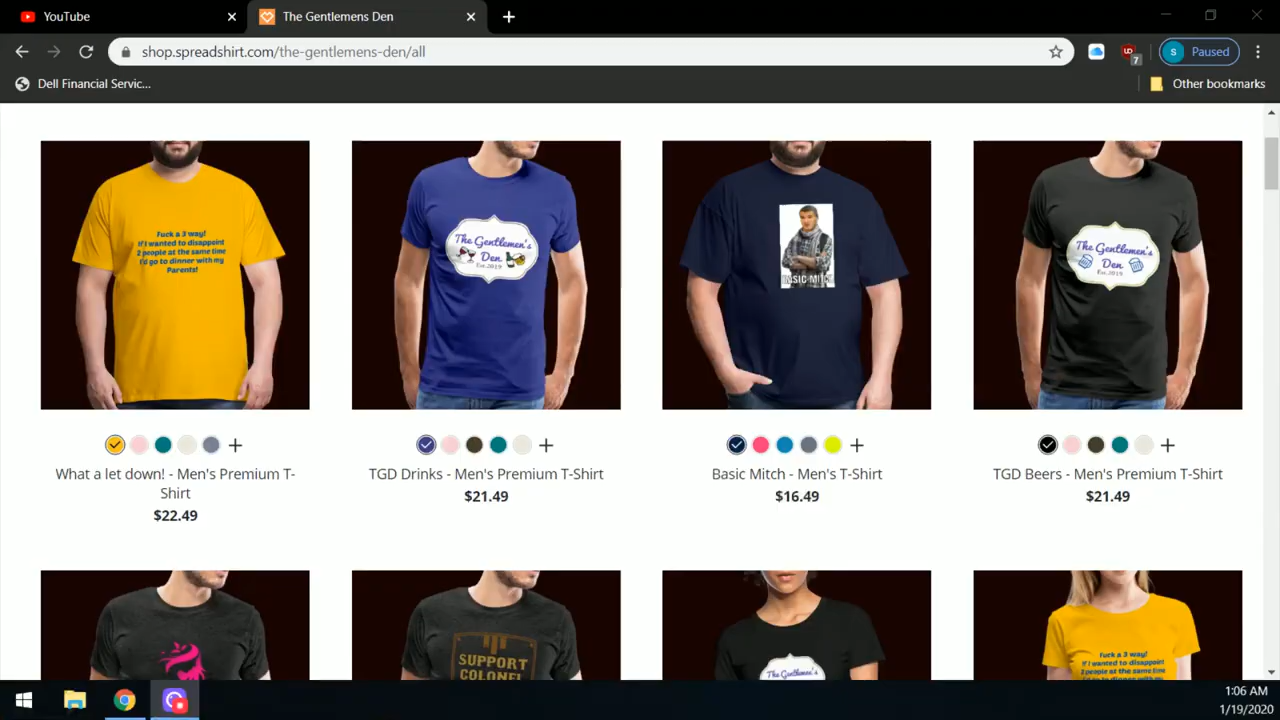 YouTube
The Gentlemens Den
shop.spreadshirt.com/the-gentlemens-den/all
7
S
Paused
Dell Financial Servic...
Other bookmarks
Fuck a 3 way!
If I wanted to disappoint
2 people at the same time
I'd go to dinner with my
Parents!
The Gentlemen's
Den
Est.2019
BASIC MITCH
The Gentlemen's
Den
Est.2019
What a let down! - Men's Premium T-
Shirt
$22.49
TGD Drinks - Men's Premium T-Shirt
$21.49
Basic Mitch - Men's T-Shirt
$16.49
TGD Beers - Men's Premium T-Shirt
$21.49
SUPPORT
COLONEL
The Gentlemen's
Fuck a 3 way!
If I wanted to disappoint
2 people at the same time
1:06 AM
1/19/2020